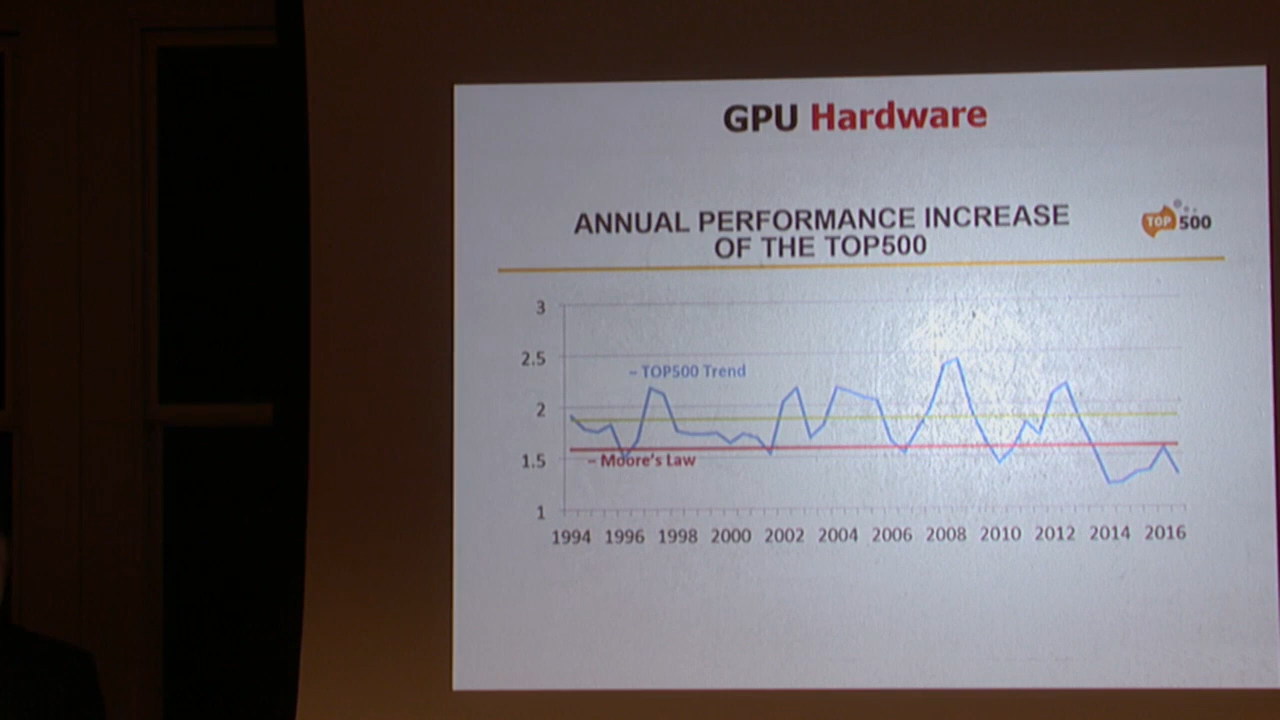 GPU Hardware
ANNUAL PERFORMANCE INCREASE
OF THE TOP500
TOP 500
3
2.5
– TOP500 Trend
2
1.5
– Moore's Law
1
1994 1996 1998 2000 2002 2004 2006 2008 2010 2012 2014 2016